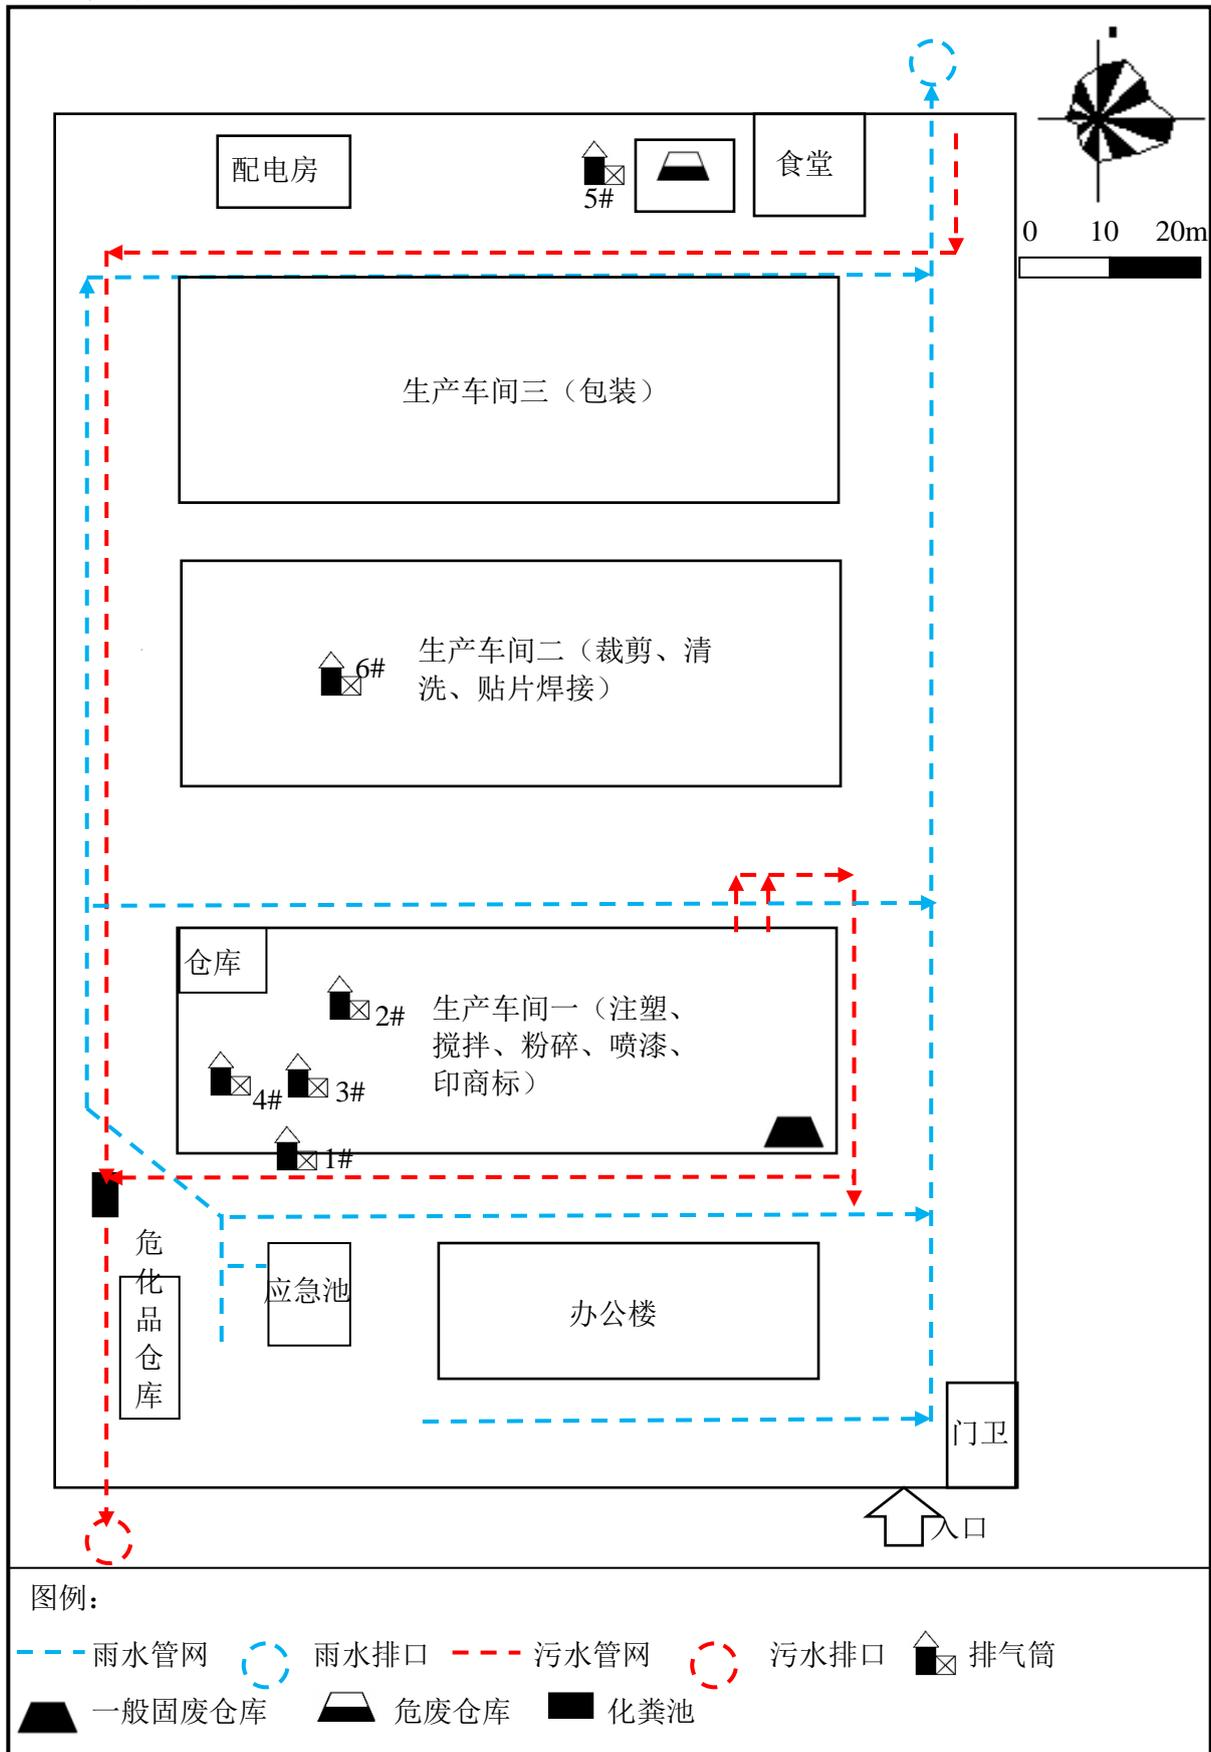 配电房
5#
食堂
0 10 20m
生产车间三（包装）
6#
生产车间二（裁剪、清
洗、贴片焊接）
仓库
2#
生产车间一（注塑、
搅拌、粉碎、喷漆、
印商标）
4#
3#
1#
危
化
品
仓
库
应急池
办公楼
门卫
入口
图例：
雨水管网 雨水排口 污水管网 污水排口 排气筒
一般固废仓库 危废仓库 化粪池